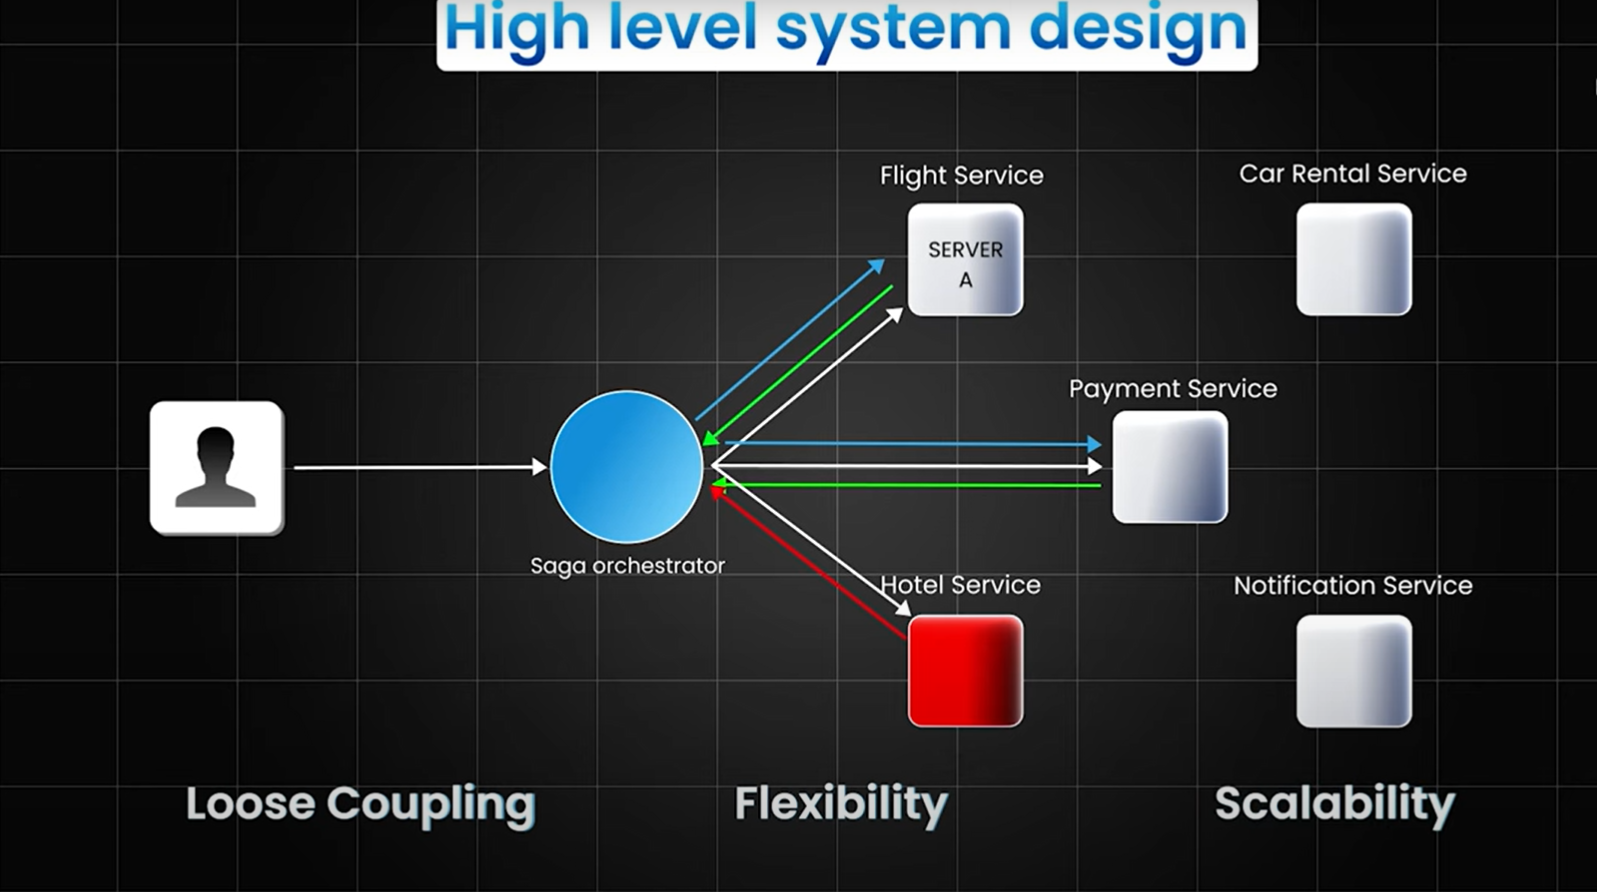 High level system design
Flight Service
Car Rental Service
SERVER
A
Payment Service
Saga orchestrator
Hotel Service
Notification Service
Loose Coupling
Flexibility
Scalability